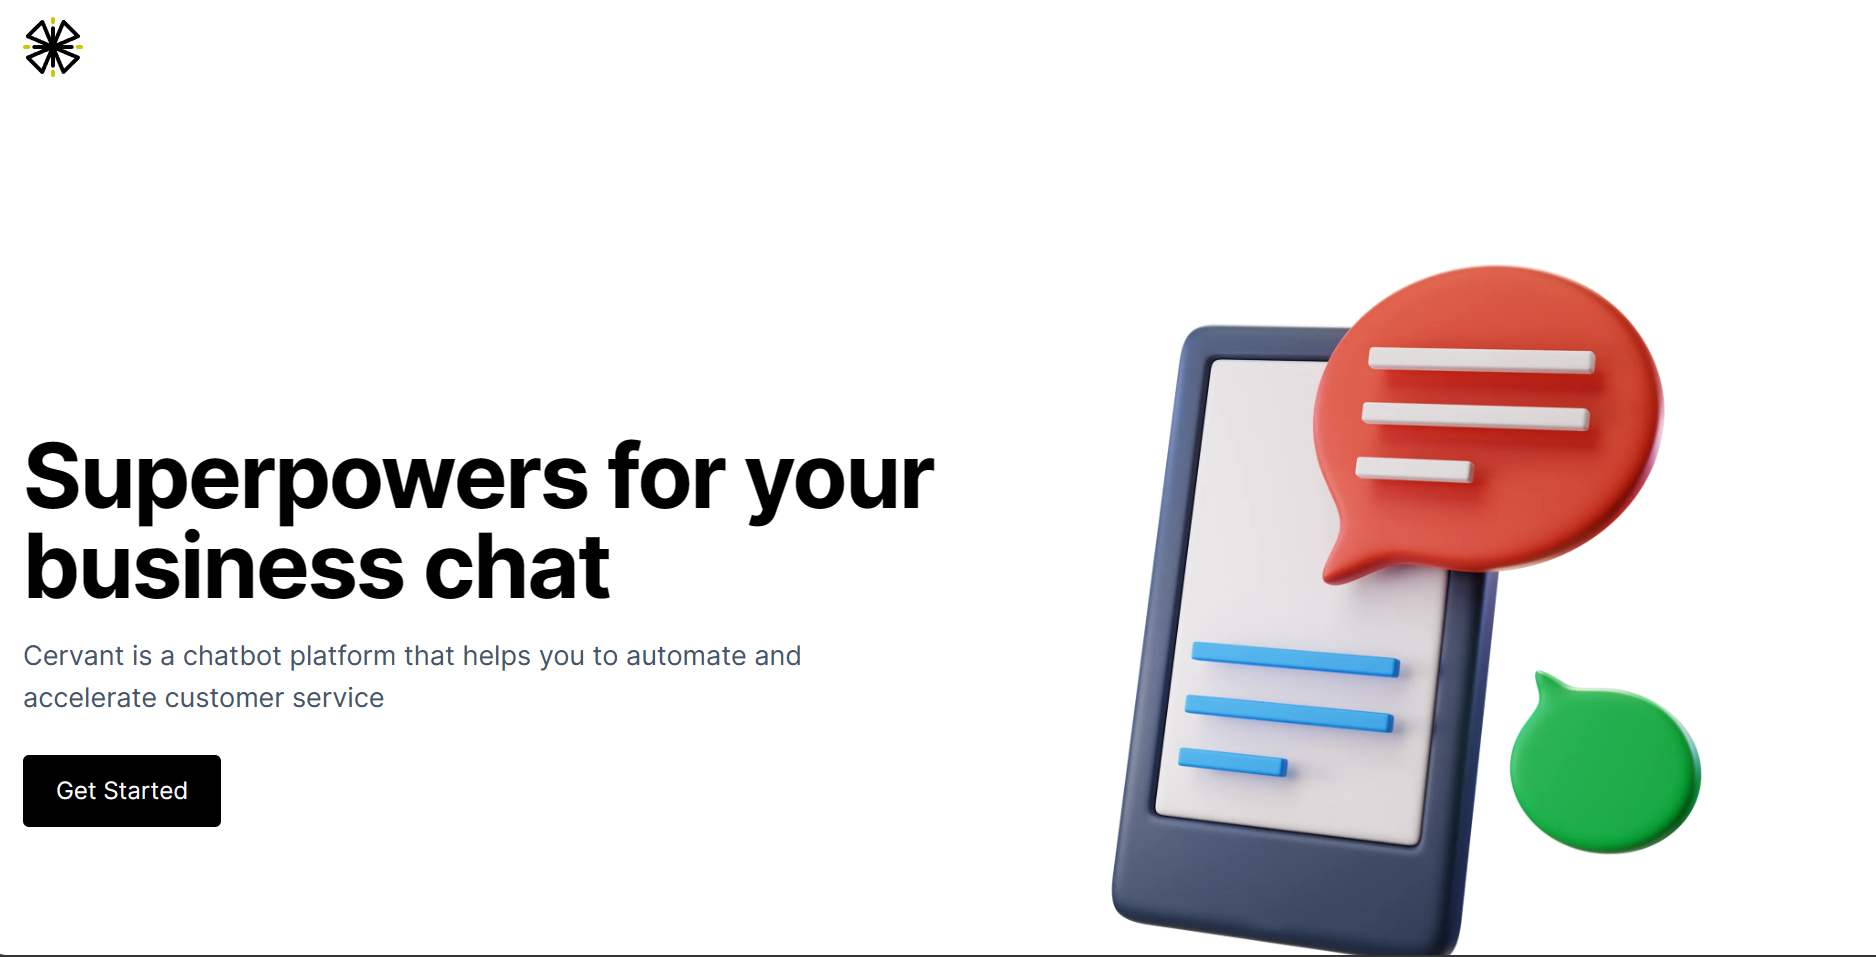 Superpowers for your
business chat
Cervant is a chatbot platform that helps you to automate and
accelerate customer service
Get Started